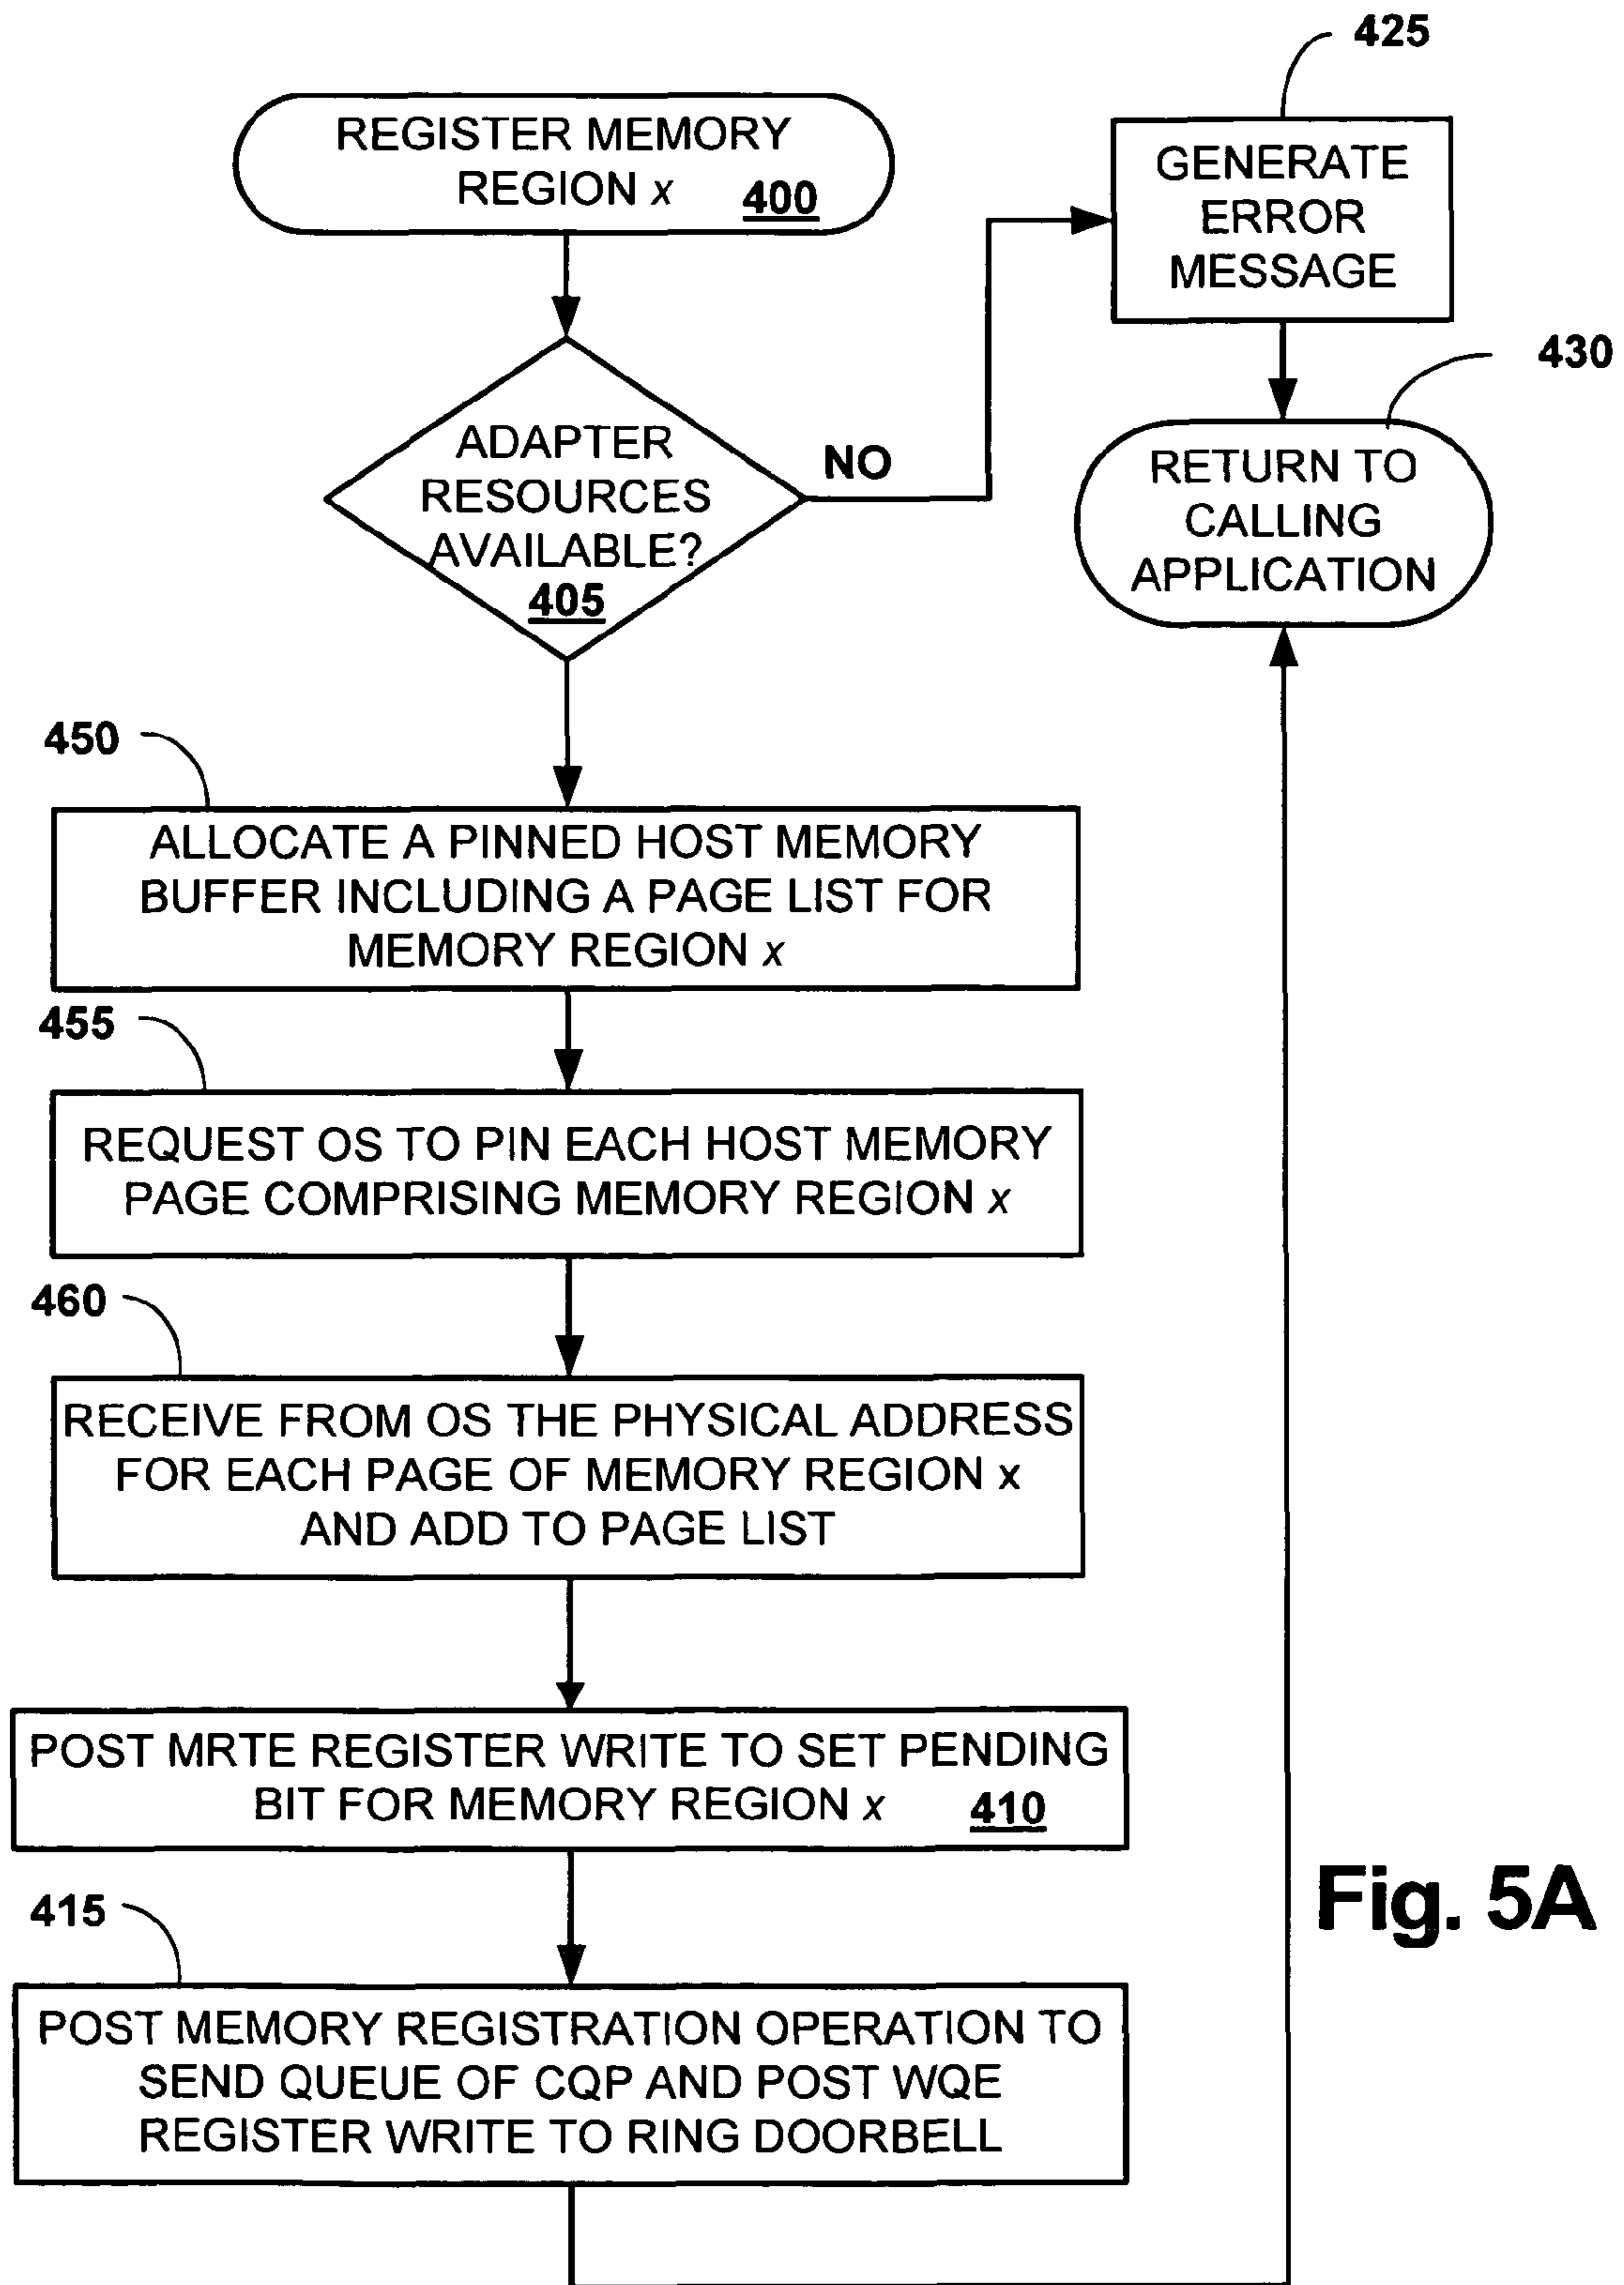 425
REGISTER MEMORY
REGION x 400
GENERATE
ERROR
MESSAGE
430
ADAPTER
RESOURCES
AVAILABLE?
405
NO
RETURN TO
CALLING
APPLICATION
450
ALLOCATE A PINNED HOST MEMORY
BUFFER INCLUDING A PAGE LIST FOR
MEMORY REGION x
455
REQUEST OS TO PIN EACH HOST MEMORY
PAGE COMPRISING MEMORY REGION x
460
RECEIVE FROM OS THE PHYSICAL ADDRESS
FOR EACH PAGE OF MEMORY REGION x
AND ADD TO PAGE LIST
POST MRTE REGISTER WRITE TO SET PENDING
BIT FOR MEMORY REGION x 410
415
POST MEMORY REGISTRATION OPERATION TO
SEND QUEUE OF CQP AND POST WQE
REGISTER WRITE TO RING DOORBELL
Fig. 5A